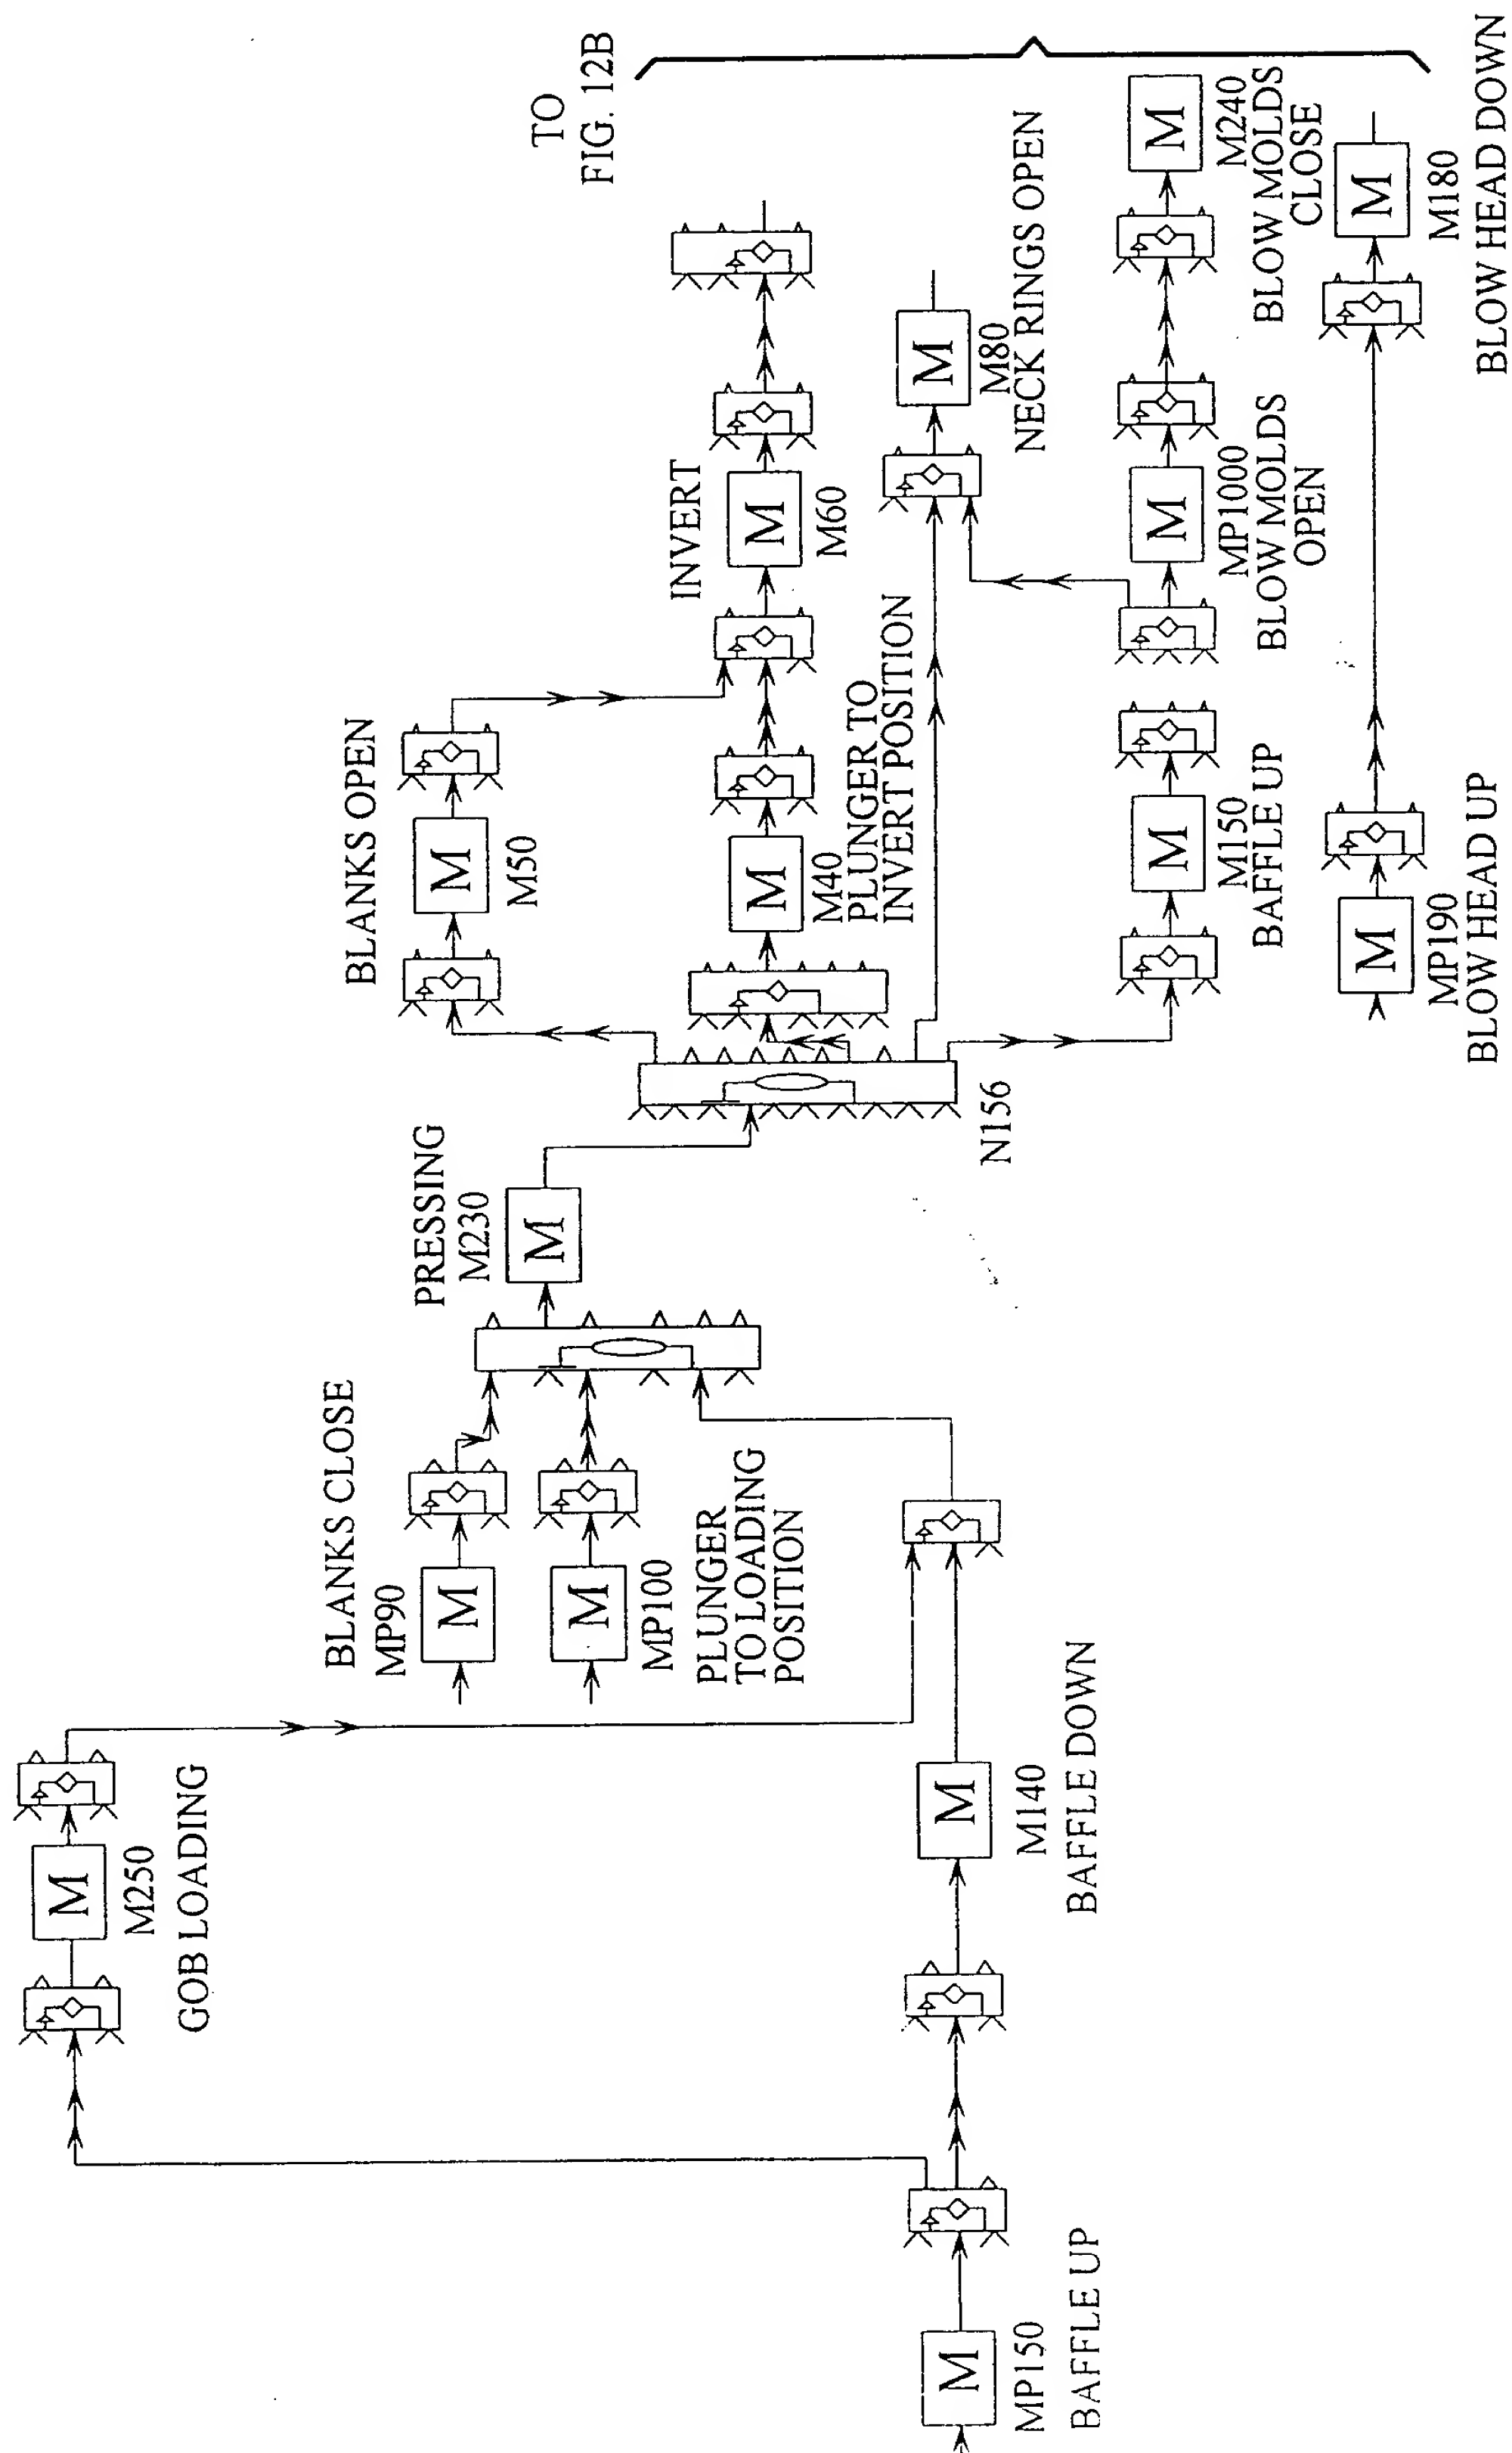 TO
FIG. 12B
BLANKS OPEN
M
M50
INVERT
M
M60
M
M40
PLUNGER TO
INVERT POSITION
M
M80
NECK RINGS OPEN
M
M150
BAFFLE UP
M
MP1000
BLOW MOLDS
OPEN
M
M240
BLOW MOLDS
CLOSE
M
MP190
BLOW HEAD UP
M
M180
BLOW HEAD DOWN
N156
PRESSING
M230
M
BLANKS CLOSE
MP90
M
M
MP100
PLUNGER
TO LOADING
POSITION
M
M250
GOB LOADING
M
M140
BAFFLE DOWN
M
MP150
BAFFLE UP